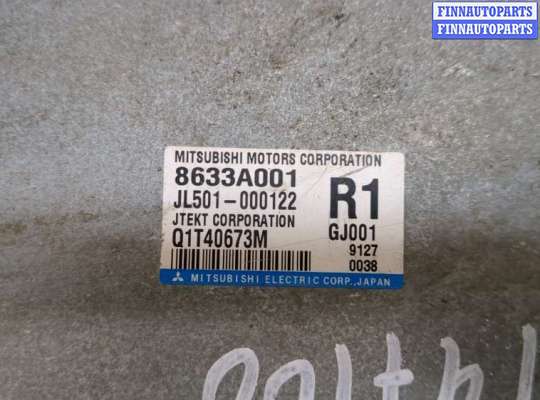 FINNAUTOPARTS
FINNAUTOPARTS
MITSUBISHI MOTORS CORPORATION
8633A001
JL501-000122
R1
JTEKT CORPORATION
GJ001
Q1T40673M
9127
0038
MITSUBISHI ELECTRIC CORP., JAPAN